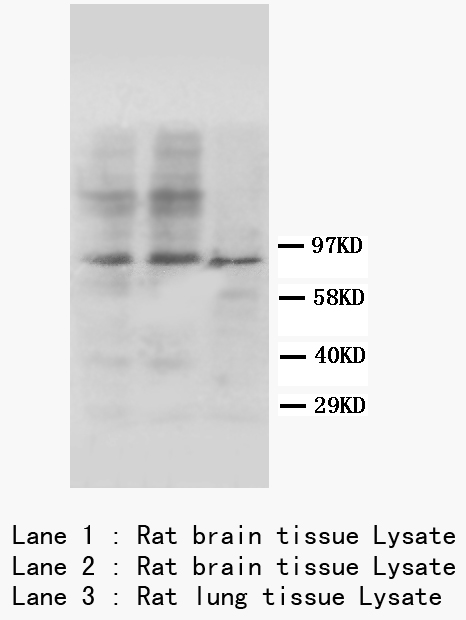 97KD
58KD
40KD
29KD
Lane 1 : Rat brain tissue Lysate
Lane 2 : Rat brain tissue Lysate
Lane 3 : Rat lung tissue Lysate